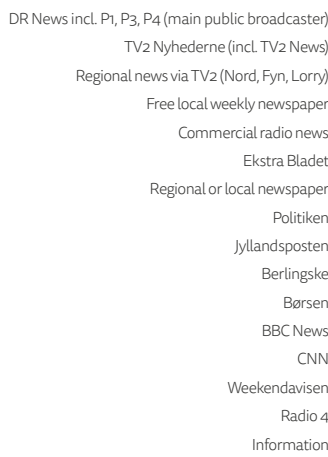 DR News incl. P1, P3, P4 (main public broadcaster)
TV2 Nyhederne (incl. TV2 News)
Regional news via TV2 (Nord, Fyn, Lorry)
Free local weekly newspaper
Commercial radio news
Ekstra Bladet
Regional or local newspaper
Politiken
Jyllandsposten
Berlingske
Børsen
BBC News
CNN
Weekendavisen
Radio 4
Information